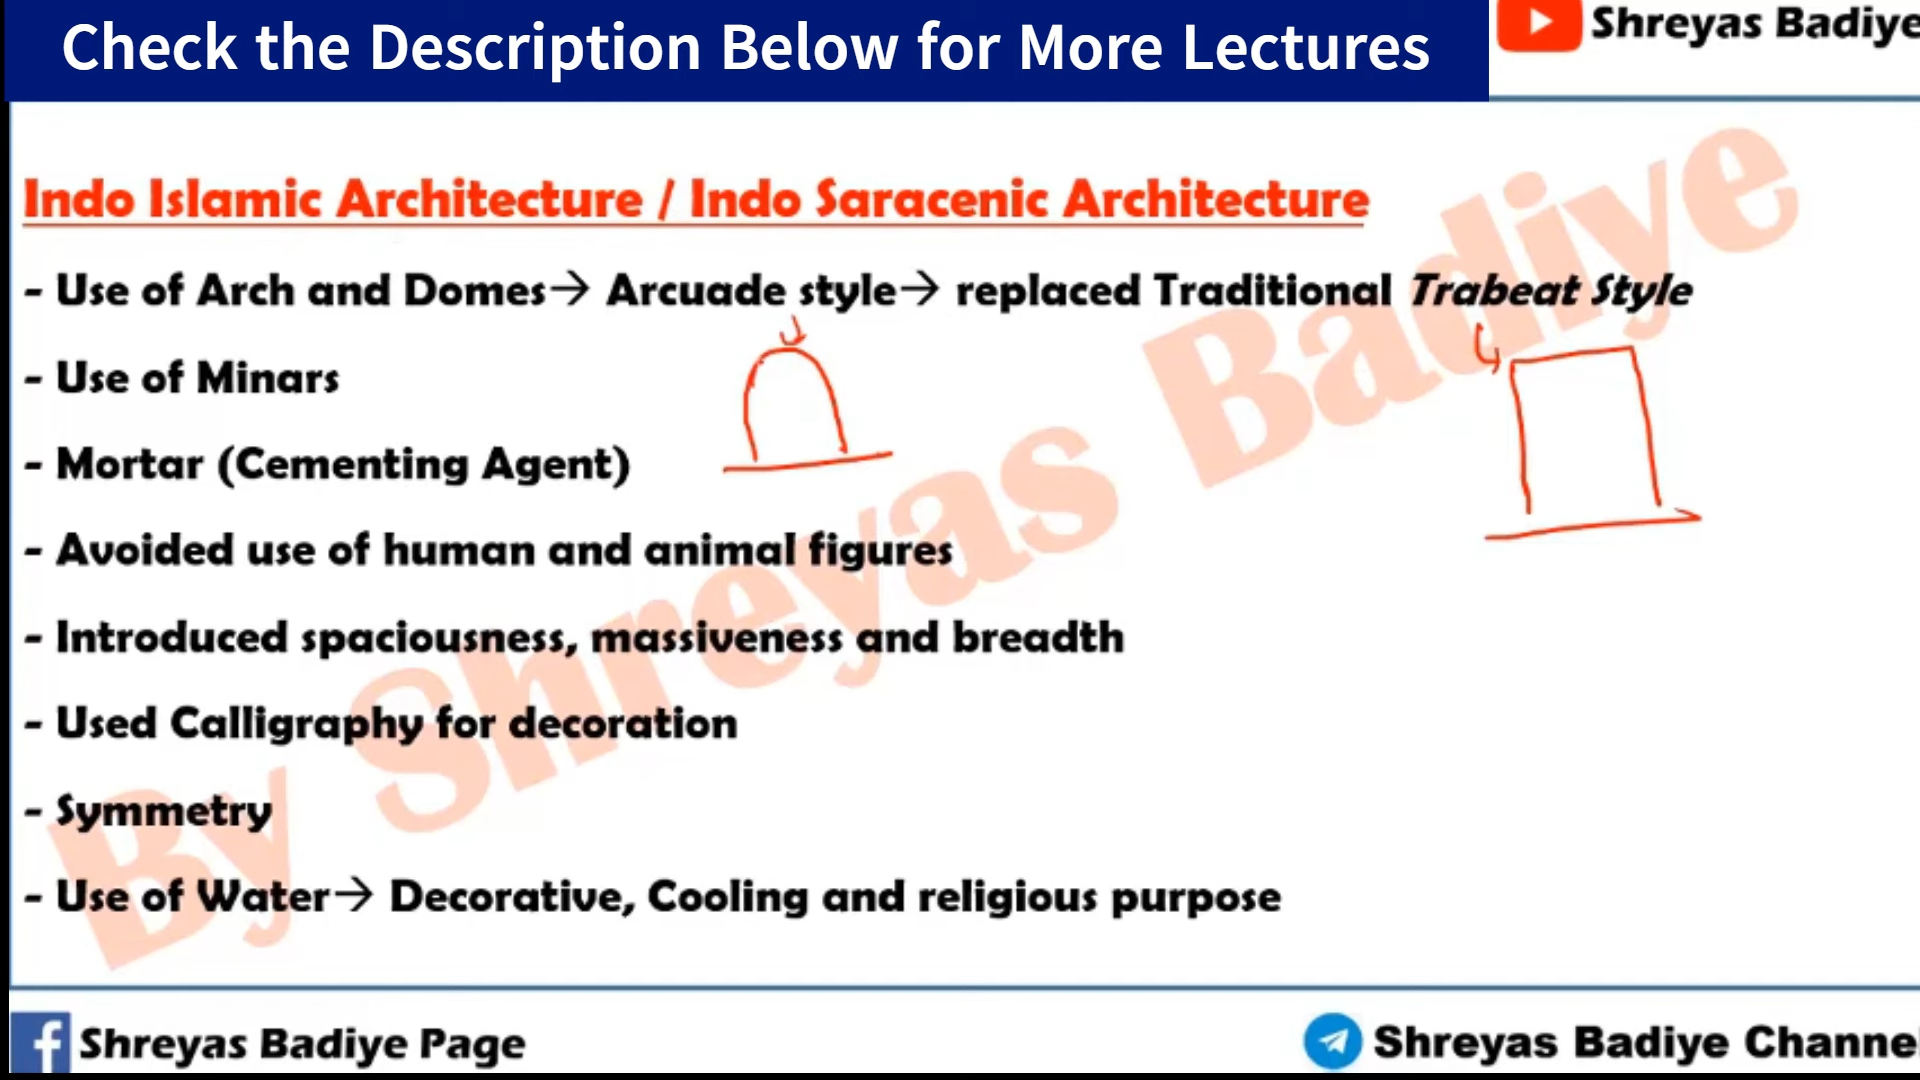 Check the Description Below for More Lectures
Shreyas Badiye
Indo Islamic Architecture / Indo Saracenic Architecture
- Use of Arch and Domes→ Arcuade style→ replaced Traditional Trabeat Style
- Use of Minars
- Mortar (Cementing Agent)
- Avoided use of human and animal figures
- Introduced spaciousness, massiveness and breadth
- Used Calligraphy for decoration
- Symmetry
- Use of Water→ Decorative, Cooling and religious purpose
By Shreyas Badiye
Shreyas Badiye Page
Shreyas Badiye Channe